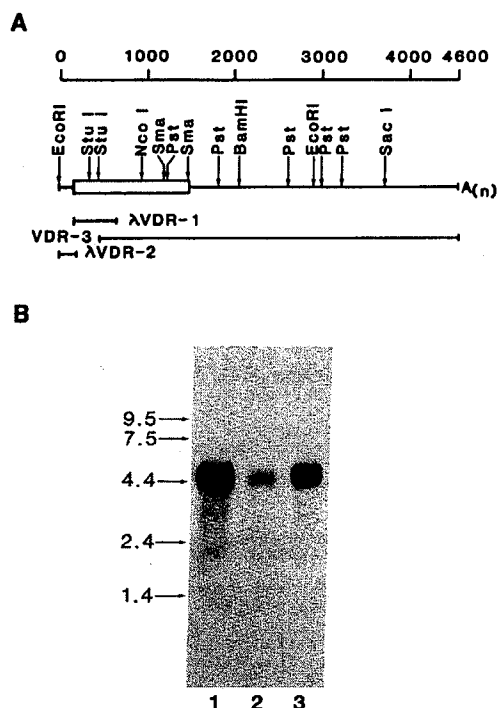 A
0 1000 2000 3000 4000 4600
EcoRI
Stu I
Stu I
Nco I
Sma
Pst
Sma
Pst
BamHI
Pst
EcoRI
Pst
Pst
Sac I
A(n)
λVDR-1
VDR-3
λVDR-2
B
9.5
7.5
4.4
2.4
1.4
1 2 3